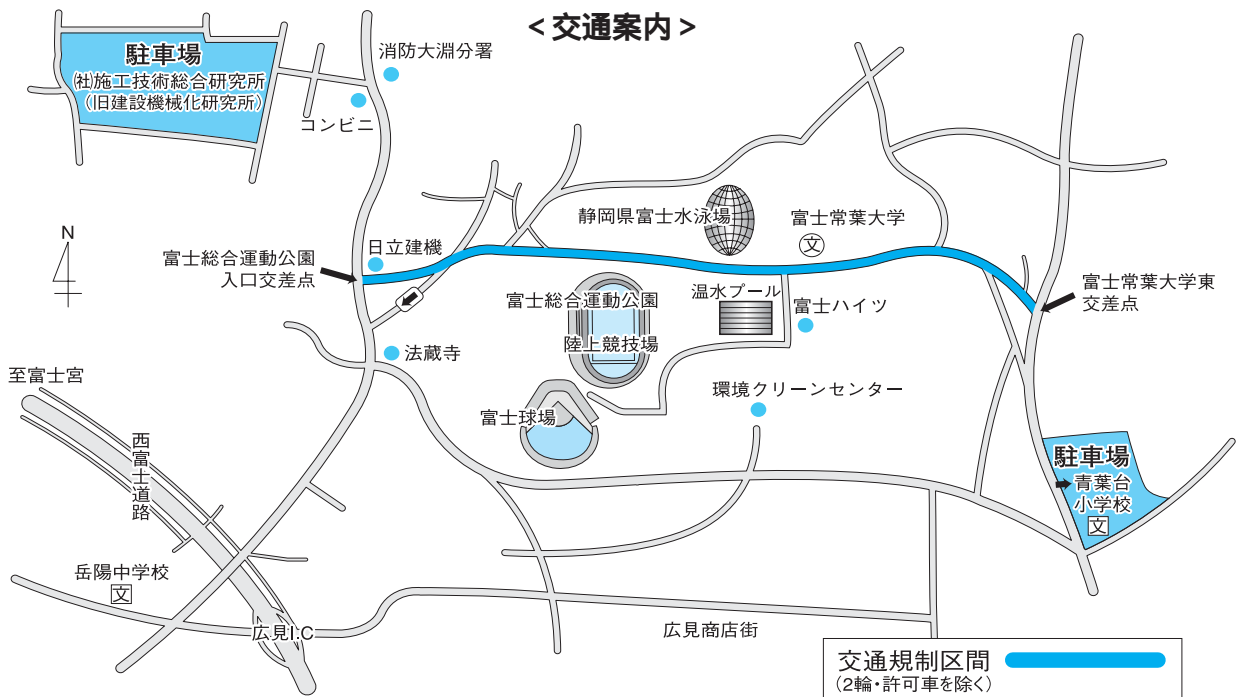 <交通案内>
駐車場
(社)施工技術総合研究所
(旧建設機械化研究所)
消防大淵分署
コンビニ
N
静岡県富士水泳場
富士常葉大学
文
日立建機
富士総合運動公園
入口交差点
富士総合運動公園
陸上競技場
温水プール
富士ハイツ
富士常葉大学東
交差点
法蔵寺
至富士宮
環境クリーンセンター
富士球場
西富士道路
駐車場
青葉台
小学校
文
岳陽中学校
文
広見I.C
広見商店街
交通規制区間
(2輪・許可車を除く)